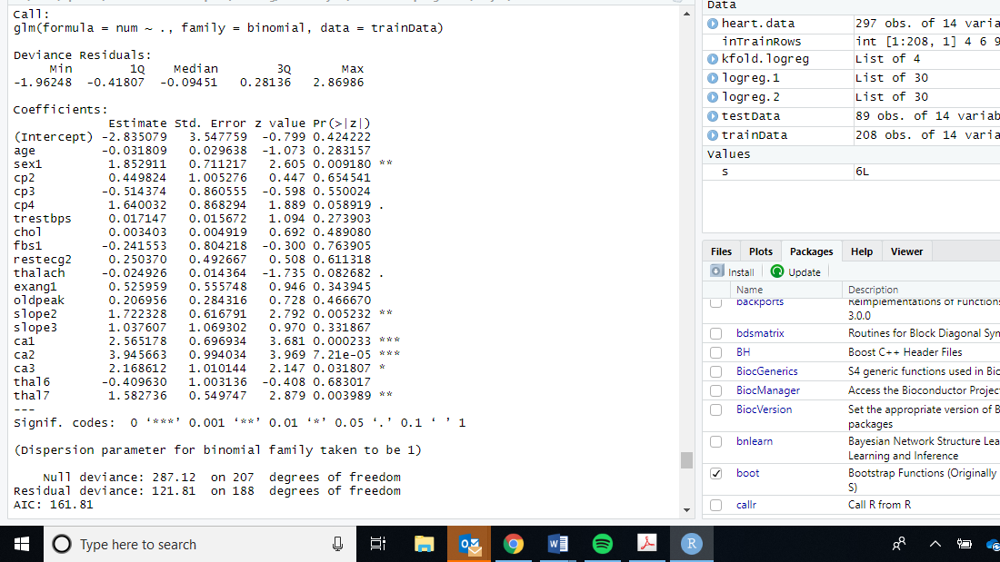 Call:
glm(formula = num ~ ., family = binomial, data = trainData)
Deviance Residuals:
Min 1Q Median 3Q Max
-1.96248 -0.41807 -0.09451 0.28136 2.86986
Coefficients:
Estimate Std. Error z value Pr(>|z|)
(Intercept) -2.835079 3.547759 -0.799 0.424222
age -0.031809 0.029638 -1.073 0.283157
sex1 1.852911 0.711217 2.605 0.009180 **
cp2 0.449824 1.005276 0.447 0.654541
cp3 -0.514374 0.860555 -0.598 0.550024
cp4 1.640032 0.868294 1.889 0.058919 .
trestbps 0.017147 0.015672 1.094 0.273903
chol 0.003403 0.004919 0.692 0.489080
fbs1 -0.241553 0.804218 -0.300 0.763905
restecg2 0.250370 0.492667 0.508 0.611318
thalach -0.024926 0.014364 -1.735 0.082682 .
exang1 0.525959 0.555748 0.946 0.343945
oldpeak 0.206956 0.284316 0.728 0.466670
slope2 1.722328 0.616791 2.792 0.005232 **
slope3 1.037607 1.069302 0.970 0.331867
ca1 2.565178 0.696934 3.681 0.000233 ***
ca2 3.945663 0.994034 3.969 7.21e-05 ***
ca3 2.168612 1.010144 2.147 0.031807 *
thal6 -0.409630 1.003136 -0.408 0.683017
thal7 1.582736 0.549747 2.879 0.003989 **
---
Signif. codes: 0 ‘***’ 0.001 ‘**’ 0.01 ‘*’ 0.05 ‘.’ 0.1 ‘ ’ 1
(Dispersion parameter for binomial family taken to be 1)
Null deviance: 287.12 on 207 degrees of freedom
Residual deviance: 121.81 on 188 degrees of freedom
AIC: 161.81
Data
heart.data 297 obs. of 14 varia
inTrainRows int [1:208, 1] 4 6 9
kfold.logreg List of 4
logreg.1 List of 30
logreg.2 List of 30
testData 89 obs. of 14 variab
trainData 208 obs. of 14 varia
Values
s 6L
Files Plots Packages Help Viewer
Install Update
Name Description
backports Reimplementations of Functions
3.0.0
bdsmatrix Routines for Block Diagonal Sym
BH Boost C++ Header Files
BiocGenerics S4 generic functions used in Bioc
BiocManager Access the Bioconductor Project
BiocVersion Set the appropriate version of B
packages
bnlearn Bayesian Network Structure Lea
Learning and Inference
boot Bootstrap Functions (Originally
S)
callr Call R from R
Type here to search